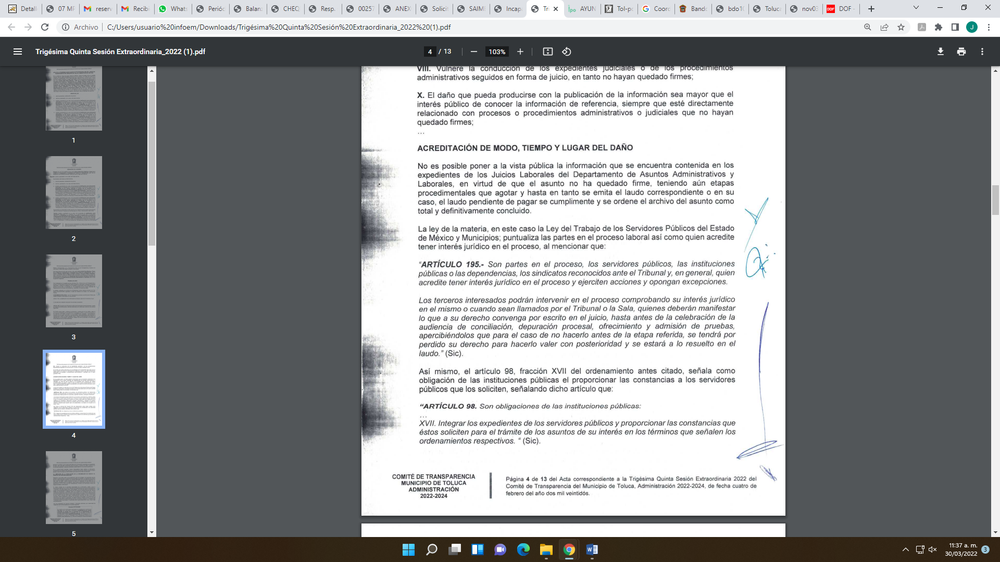 Detall
07 MF
reserv
Recibi
Whats
Periód
Balanz
CHEQ
Resp.
00257
ANEX
Solicit
SAIME
Incapa
Tri
AYUN
Tol-po
Coord
Bando
bdo10
Toluca
nov03
DOF -
Archivo
C:/Users/usuario%20infoem/Downloads/Trigésima%20Quinta%20Sesión%20Extraordinaria_2022%20(1).pdf
J
Trigésima Quinta Sesión Extraordinaria_2022 (1).pdf
4 / 13
103%
1
2
3
4
5
VIII. Vulnere la conducción de los expedientes judiciales o de los procedimientos
administrativos seguidos en forma de juicio, en tanto no hayan quedado firmes;
X. El daño que pueda producirse con la publicación de la información sea mayor que el
interés público de conocer la información de referencia, siempre que esté directamente
relacionado con procesos o procedimientos administrativos o judiciales que no hayan
quedado firmes;
...
ACREDITACIÓN DE MODO, TIEMPO Y LUGAR DEL DAÑO
No es posible poner a la vista pública la información que se encuentra contenida en los
expedientes de los Juicios Laborales del Departamento de Asuntos Administrativos y
Laborales, en virtud de que el asunto no ha quedado firme, teniendo aún etapas
procedimentales que agotar y hasta en tanto se emita el laudo correspondiente o en su
caso, el laudo pendiente de pagar se cumplimente y se ordene el archivo del asunto como
total y definitivamente concluido.
La ley de la materia, en este caso la Ley del Trabajo de los Servidores Públicos del Estado
de México y Municipios; puntualiza las partes en el proceso laboral así como quien acredite
tener interés jurídico en el proceso, al mencionar que:
“ARTÍCULO 195.- Son partes en el proceso, los servidores públicos, las instituciones
públicas o las dependencias, los sindicatos reconocidos ante el Tribunal y, en general, quien
acredite tener interés jurídico en el proceso y ejerciten acciones y opongan excepciones.
Los terceros interesados podrán intervenir en el proceso comprobando su interés jurídico
en el mismo o cuando sean llamados por el Tribunal o la Sala, quienes deberán manifestar
lo que a su derecho convenga por escrito en el juicio, hasta antes de la celebración de la
audiencia de conciliación, depuración procesal, ofrecimiento y admisión de pruebas,
apercibiéndolos que para el caso de no hacerlo antes de la etapa referida, se tendrá por
perdido su derecho para hacerlo valer con posterioridad y se estará a lo resuelto en el
laudo.” (Sic).
Así mismo, el artículo 98, fracción XVII del ordenamiento antes citado, señala como
obligación de las instituciones públicas el proporcionar las constancias a los servidores
públicos que los soliciten, señalando dicho artículo que:
“ARTÍCULO 98. Son obligaciones de las instituciones públicas:
...
XVII. Integrar los expedientes de los servidores públicos y proporcionar las constancias que
éstos soliciten para el trámite de los asuntos de su interés en los términos que señalen los
ordenamientos respectivos. “ (Sic).
COMITÉ DE TRANSPARENCIA
MUNICIPIO DE TOLUCA
ADMINISTRACIÓN
2022-2024
Página 4 de 13 del Acta correspondiente a la Trigésima Quinta Sesión Extraordinaria 2022 del
Comité de Transparencia del Municipio de Toluca, Administración 2022-2024, de fecha cuatro de
febrero del año dos mil veintidós.
11:37 a. m.
30/03/2022
3